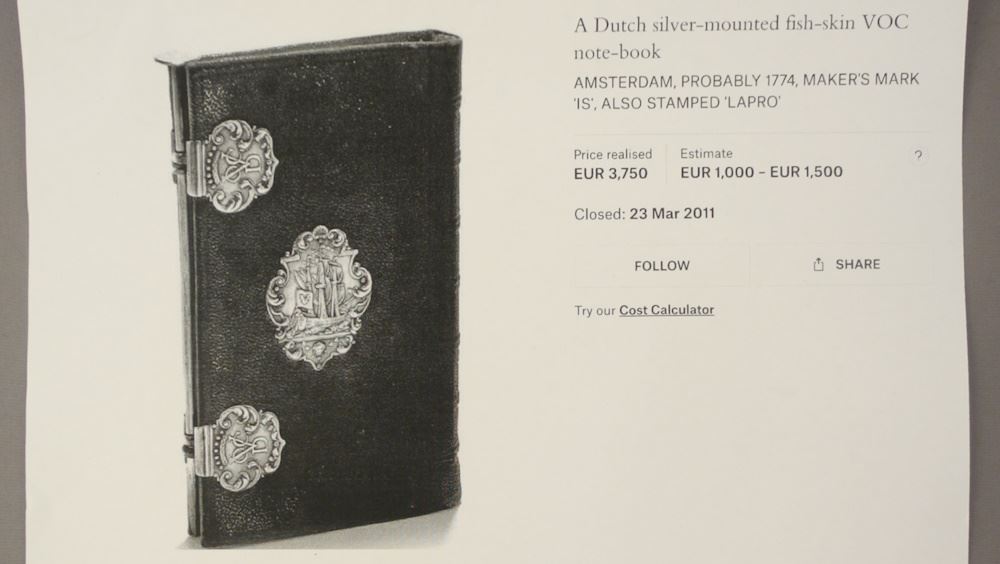 A Dutch silver-mounted fish-skin VOC
note-book
AMSTERDAM, PROBABLY 1774, MAKER'S MARK
'IS', ALSO STAMPED 'LAPRO'
Price realised
EUR 3,750
Estimate
EUR 1,000 – EUR 1,500
?
Closed: 23 Mar 2011
FOLLOW
SHARE
Try our Cost Calculator